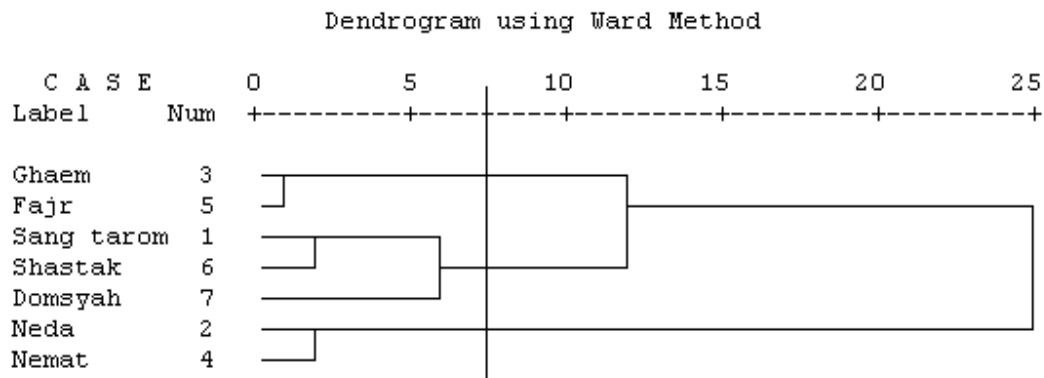 Dendrogram using Ward Method
C A S E 0 5 10 15 20 25
Label Num +---------+---------+---------+---------+---------+
Ghaem 3
Fajr 5
Sang tarom 1
Shastak 6
Domsyah 7
Neda 2
Nemat 4